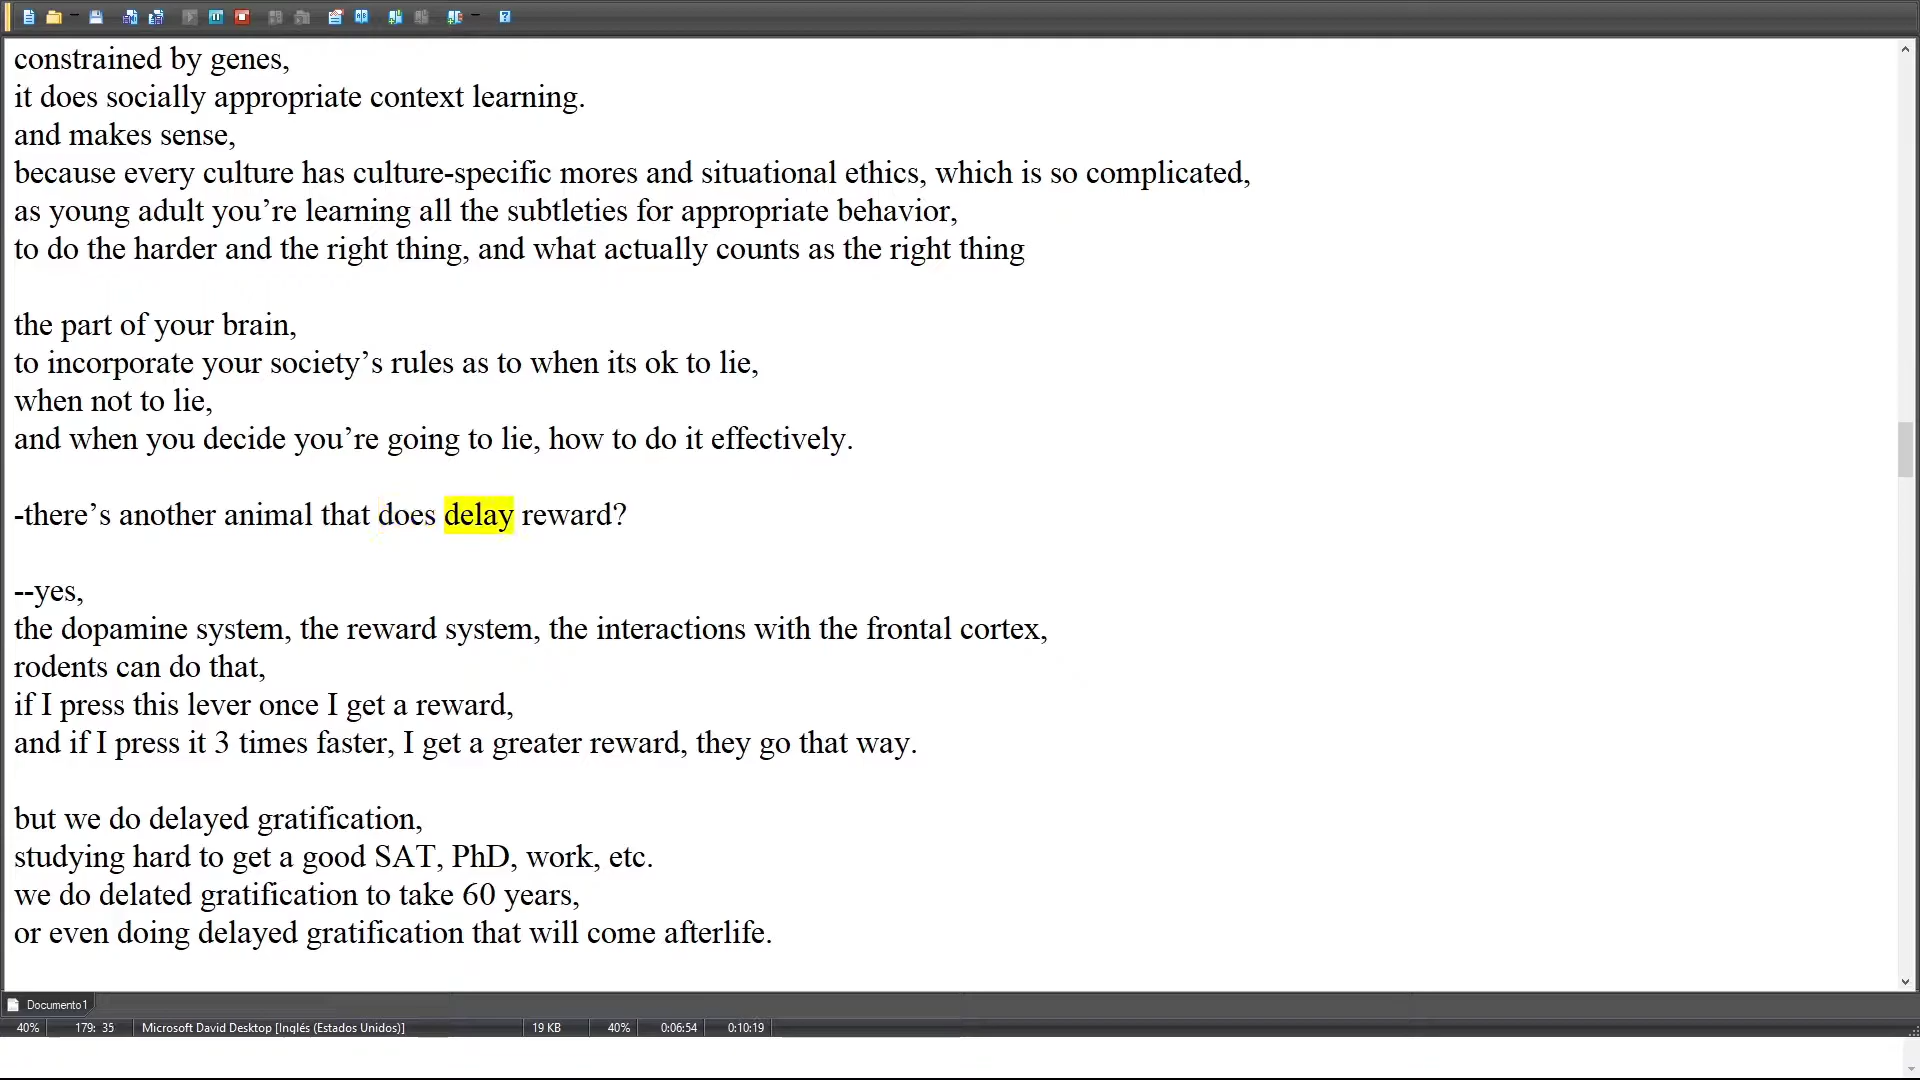 constrained by genes,
it does socially appropriate context learning.
and makes sense,
because every culture has culture-specific mores and situational ethics, which is so complicated,
as young adult you’re learning all the subtleties for appropriate behavior,
to do the harder and the right thing, and what actually counts as the right thing
the part of your brain,
to incorporate your society’s rules as to when its ok to lie,
when not to lie,
and when you decide you’re going to lie, how to do it effectively.
-there’s another animal that does delay reward?
--yes,
the dopamine system, the reward system, the interactions with the frontal cortex,
rodents can do that,
if I press this lever once I get a reward,
and if I press it 3 times faster, I get a greater reward, they go that way.
but we do delayed gratification,
studying hard to get a good SAT, PhD, work, etc.
we do delated gratification to take 60 years,
or even doing delayed gratification that will come afterlife.
Documento1
40% 179: 35 Microsoft David Desktop [Inglés (Estados Unidos)] 19 KB 40% 0:06:54 0:10:19